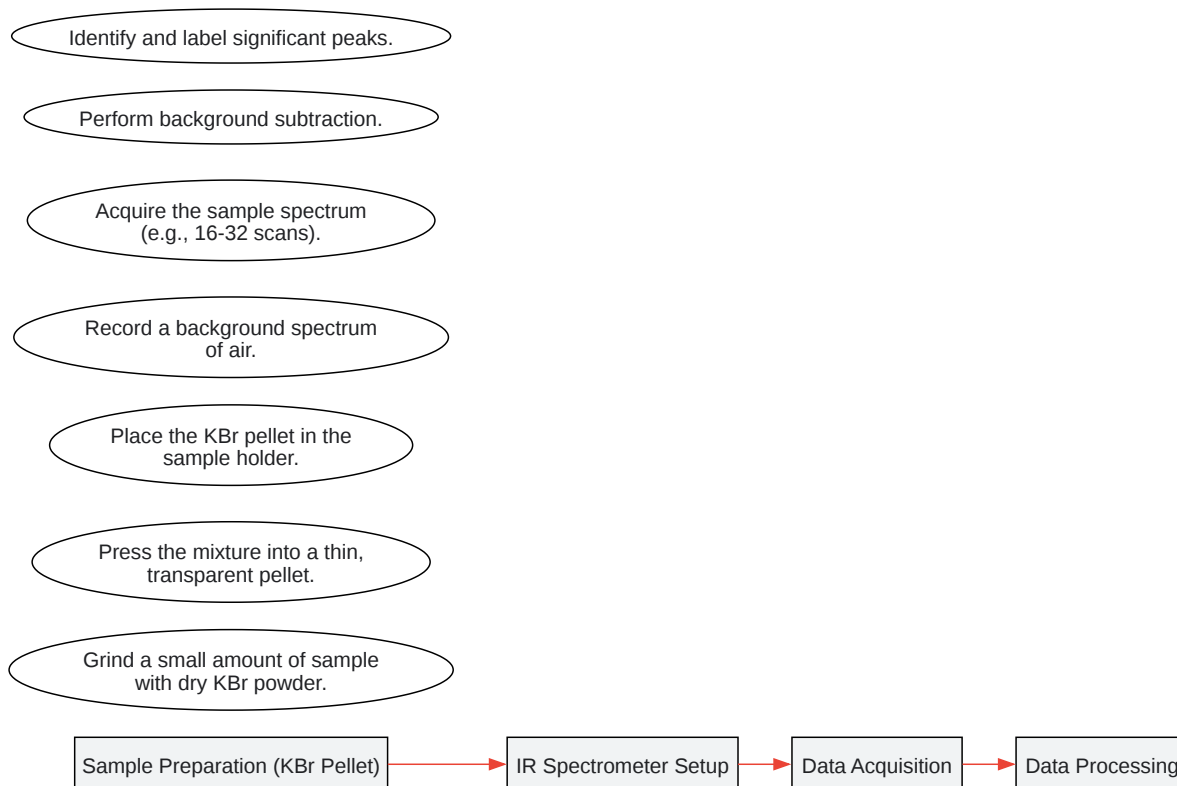 Identify and label significant peaks.
Perform background subtraction.
Acquire the sample spectrum
(e.g., 16-32 scans).
Record a background spectrum
of air.
Place the KBr pellet in the
sample holder.
Press the mixture into a thin,
transparent pellet.
Grind a small amount of sample
with dry KBr powder.
Sample Preparation (KBr Pellet)
IR Spectrometer Setup
Data Acquisition
Data Processing